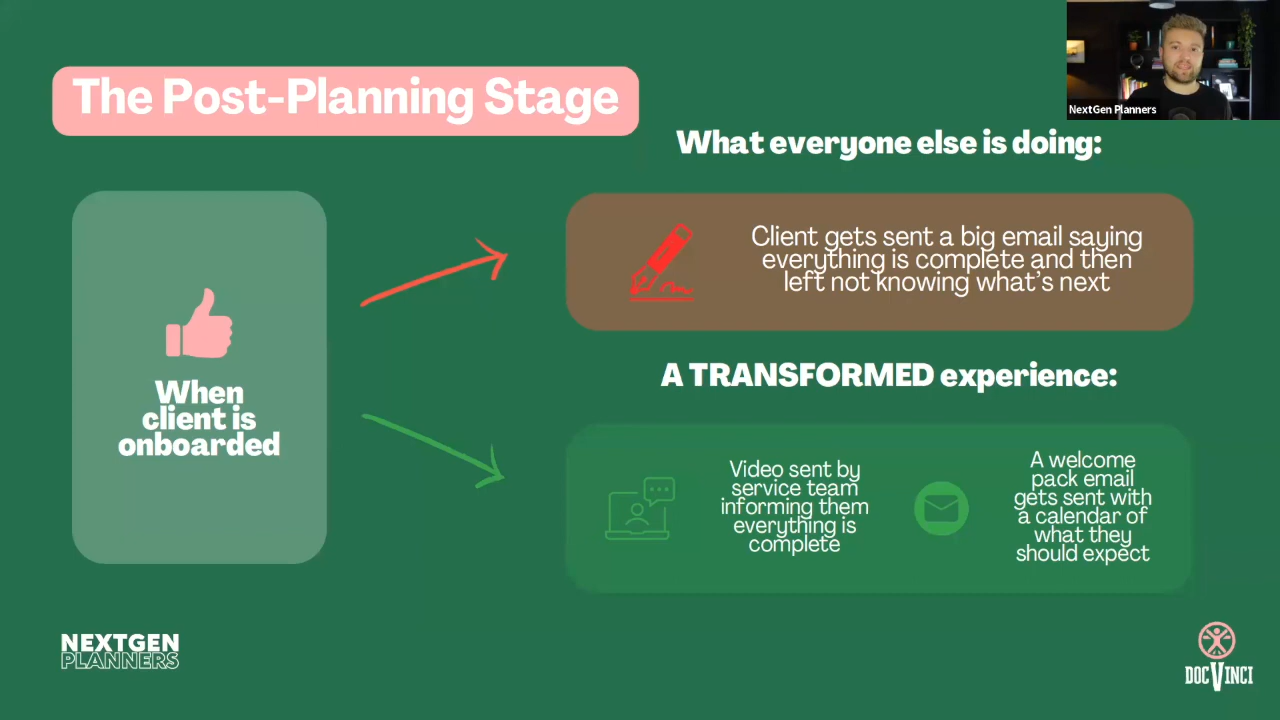 The Post-Planning Stage
NextGen Planners
What everyone else is doing:
Client gets sent a big email saying
everything is complete and then
left not knowing what's next
When
client is
onboarded
A TRANSFORMED experience:
Video sent by
service team
informing them
everything is
complete
A welcome
pack email
gets sent with
a calendar of
what they
should expect
NEXTGEN
PLANNERS
DOCVINCI